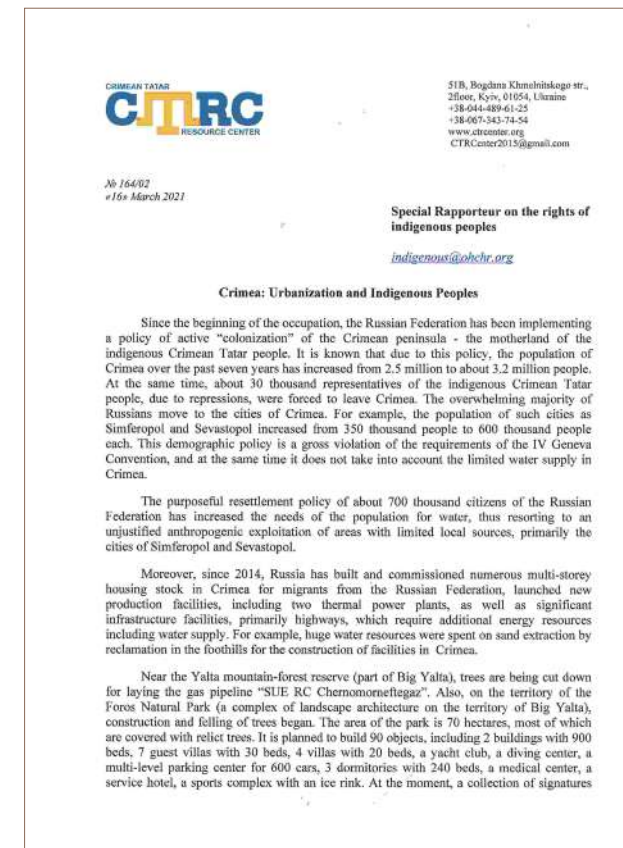 CRIMEAN TATAR
CTRC
RESOURCE CENTER
51B, Bogdana Khmelnitskogo str.,
2floor, Kyiv, 01054, Ukraine
+38-044-489-61-25
+38-067-343-74-54
www.ctrcenter.org
CTRCenter2015@gmail.com
№ 164/02
«16» March 2021
Special Rapporteur on the rights of
indigenous peoples
indigenous@ohchr.org
Crimea: Urbanization and Indigenous Peoples
Since the beginning of the occupation, the Russian Federation has been implementing
a policy of active “colonization” of the Crimean peninsula - the motherland of the
indigenous Crimean Tatar people. It is known that due to this policy, the population of
Crimea over the past seven years has increased from 2.5 million to about 3.2 million people.
At the same time, about 30 thousand representatives of the indigenous Crimean Tatar
people, due to repressions, were forced to leave Crimea. The overwhelming majority of
Russians move to the cities of Crimea. For example, the population of such cities as
Simferopol and Sevastopol increased from 350 thousand people to 600 thousand people
each. This demographic policy is a gross violation of the requirements of the IV Geneva
Convention, and at the same time it does not take into account the limited water supply in
Crimea.
The purposeful resettlement policy of about 700 thousand citizens of the Russian
Federation has increased the needs of the population for water, thus resorting to an
unjustified anthropogenic exploitation of areas with limited local sources, primarily the
cities of Simferopol and Sevastopol.
Moreover, since 2014, Russia has built and commissioned numerous multi-storey
housing stock in Crimea for migrants from the Russian Federation, launched new
production facilities, including two thermal power plants, as well as significant
infrastructure facilities, primarily highways, which require additional energy resources
including water supply. For example, huge water resources were spent on sand extraction by
reclamation in the foothills for the construction of facilities in Crimea.
Near the Yalta mountain-forest reserve (part of Big Yalta), trees are being cut down
for laying the gas pipeline “SUE RC Chernomorneftegaz”. Also, on the territory of the
Foros Natural Park (a complex of landscape architecture on the territory of Big Yalta),
construction and felling of trees began. The area of the park is 70 hectares, most of which
are covered with relict trees. It is planned to build 90 objects, including 2 buildings with 900
beds, 7 guest villas with 30 beds, 4 villas with 20 beds, a yacht club, a diving center, a
multi-level parking center for 600 cars, 3 dormitories with 240 beds, a medical center, a
service hotel, a sports complex with an ice rink. At the moment, a collection of signatures